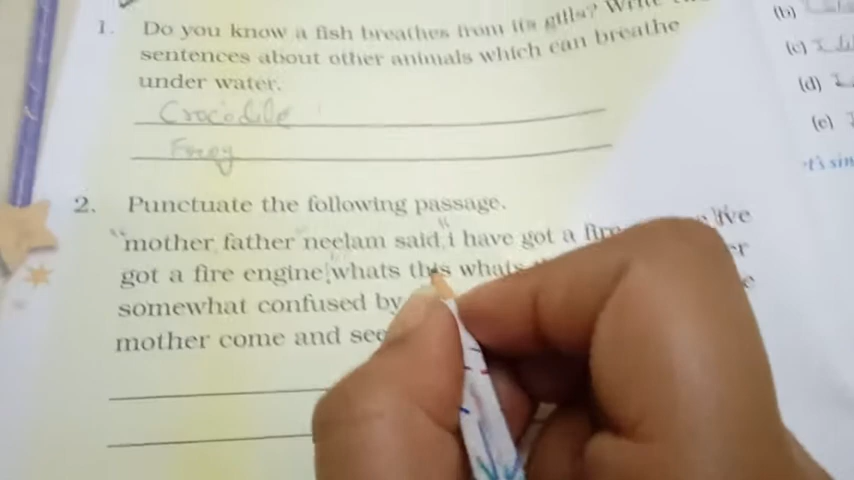 1. Do you know a fish breathes from its gills? Write
sentences about other animals which can breathe
under water.
Crocodile
2. Punctuate the following passage.
"mother father neelam said, "i have got a fire
got a fire engine, whats this whats
somewhat confused by
mother come and see
(b)
(c)
(d)
(e)